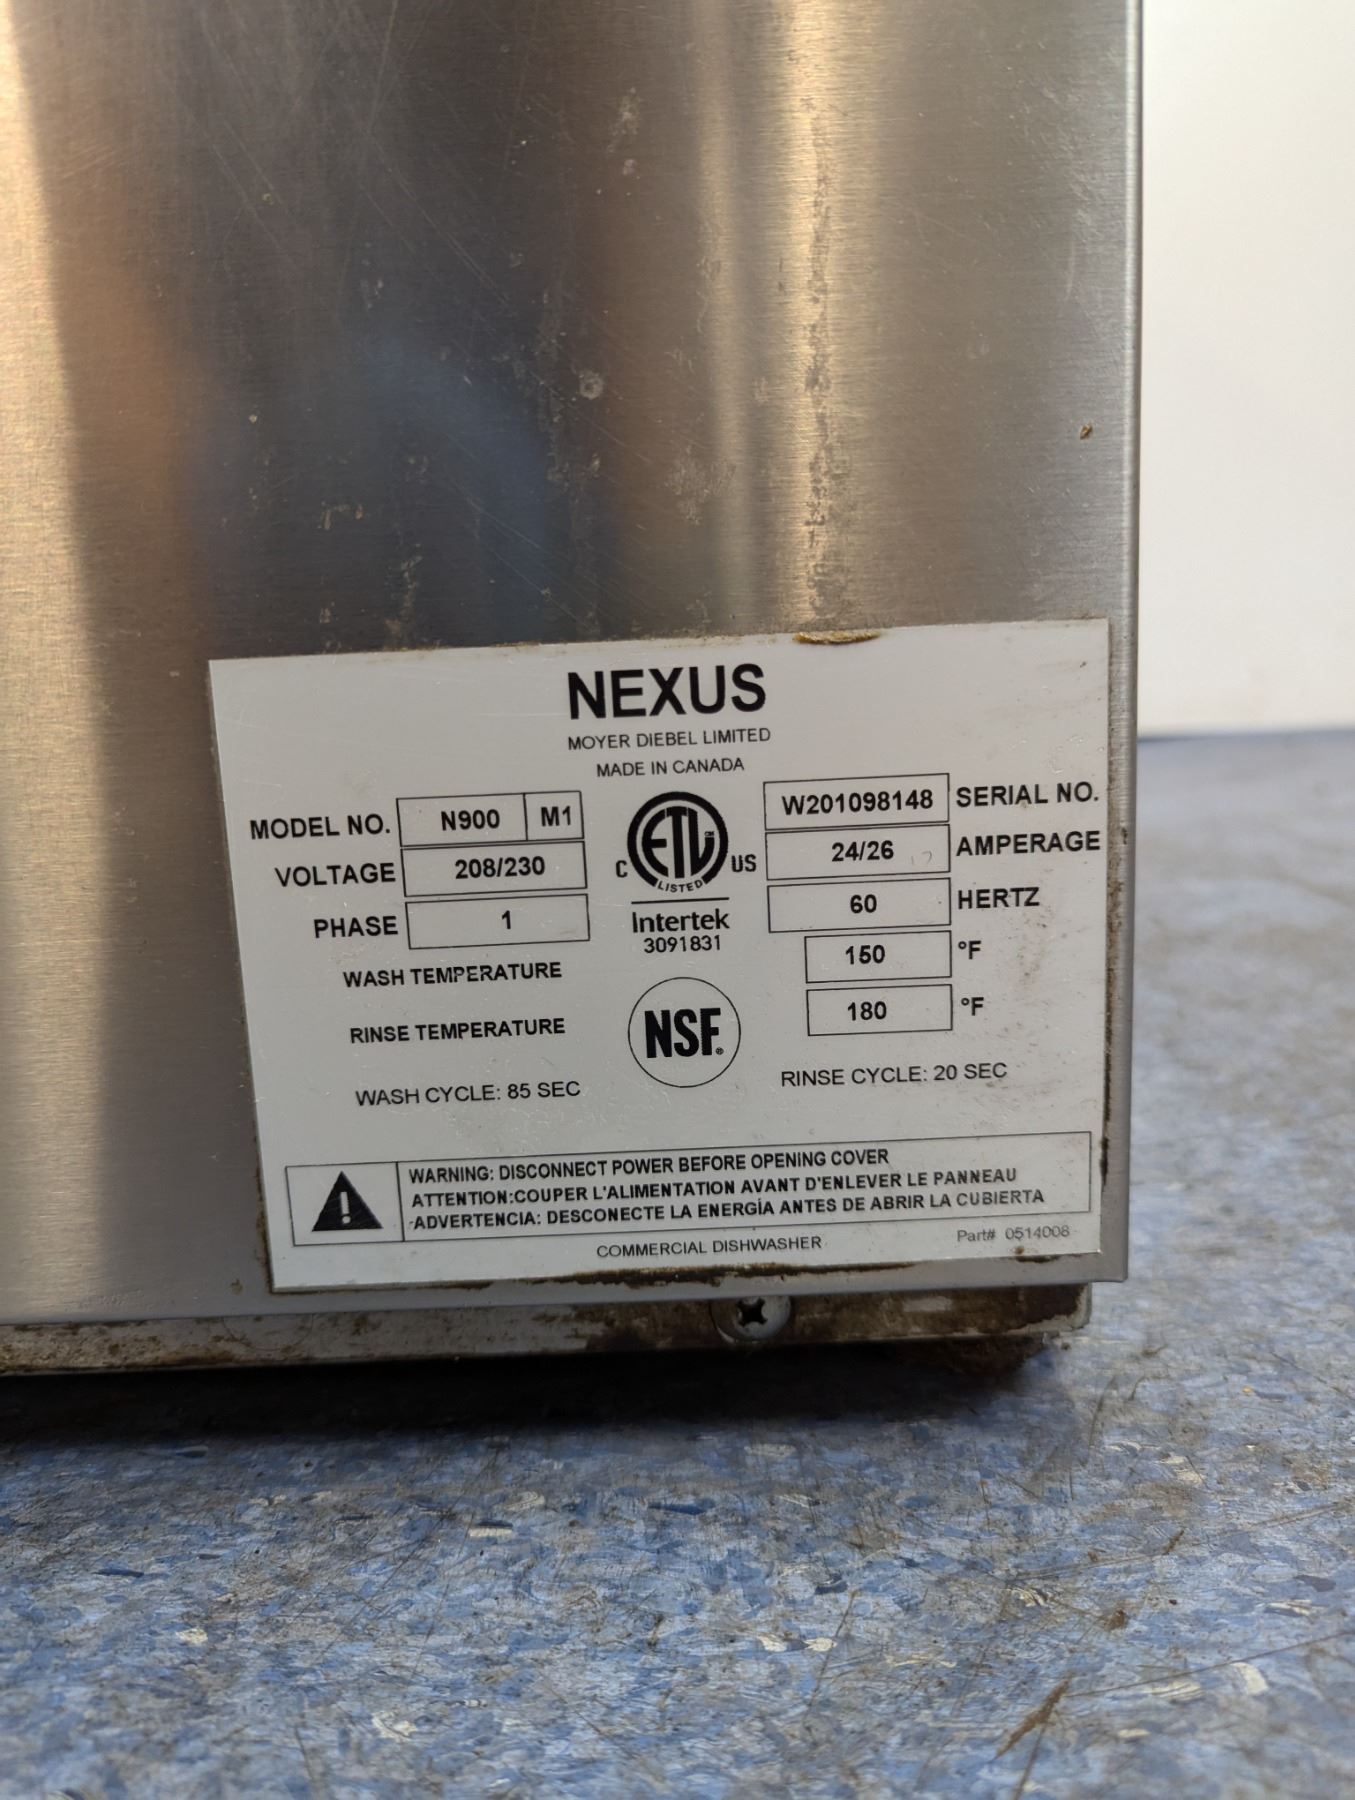 NEXUS
MOYER DIEBEL LIMITED
MADE IN CANADA
MODEL NO. N900 M1
VOLTAGE 208/230
PHASE 1
WASH TEMPERATURE
RINSE TEMPERATURE
WASH CYCLE: 85 SEC
ETL CM
LISTED
C US
Intertek
3091831
NSF®
W201098148 SERIAL NO.
24/26 AMPERAGE
60 HERTZ
150 °F
180 °F
RINSE CYCLE: 20 SEC
! WARNING: DISCONNECT POWER BEFORE OPENING COVER
ATTENTION:COUPER L'ALIMENTATION AVANT D'ENLEVER LE PANNEAU
ADVERTENCIA: DESCONECTE LA ENERGÍA ANTES DE ABRIR LA CUBIERTA
COMMERCIAL DISHWASHER
Part# 0514008